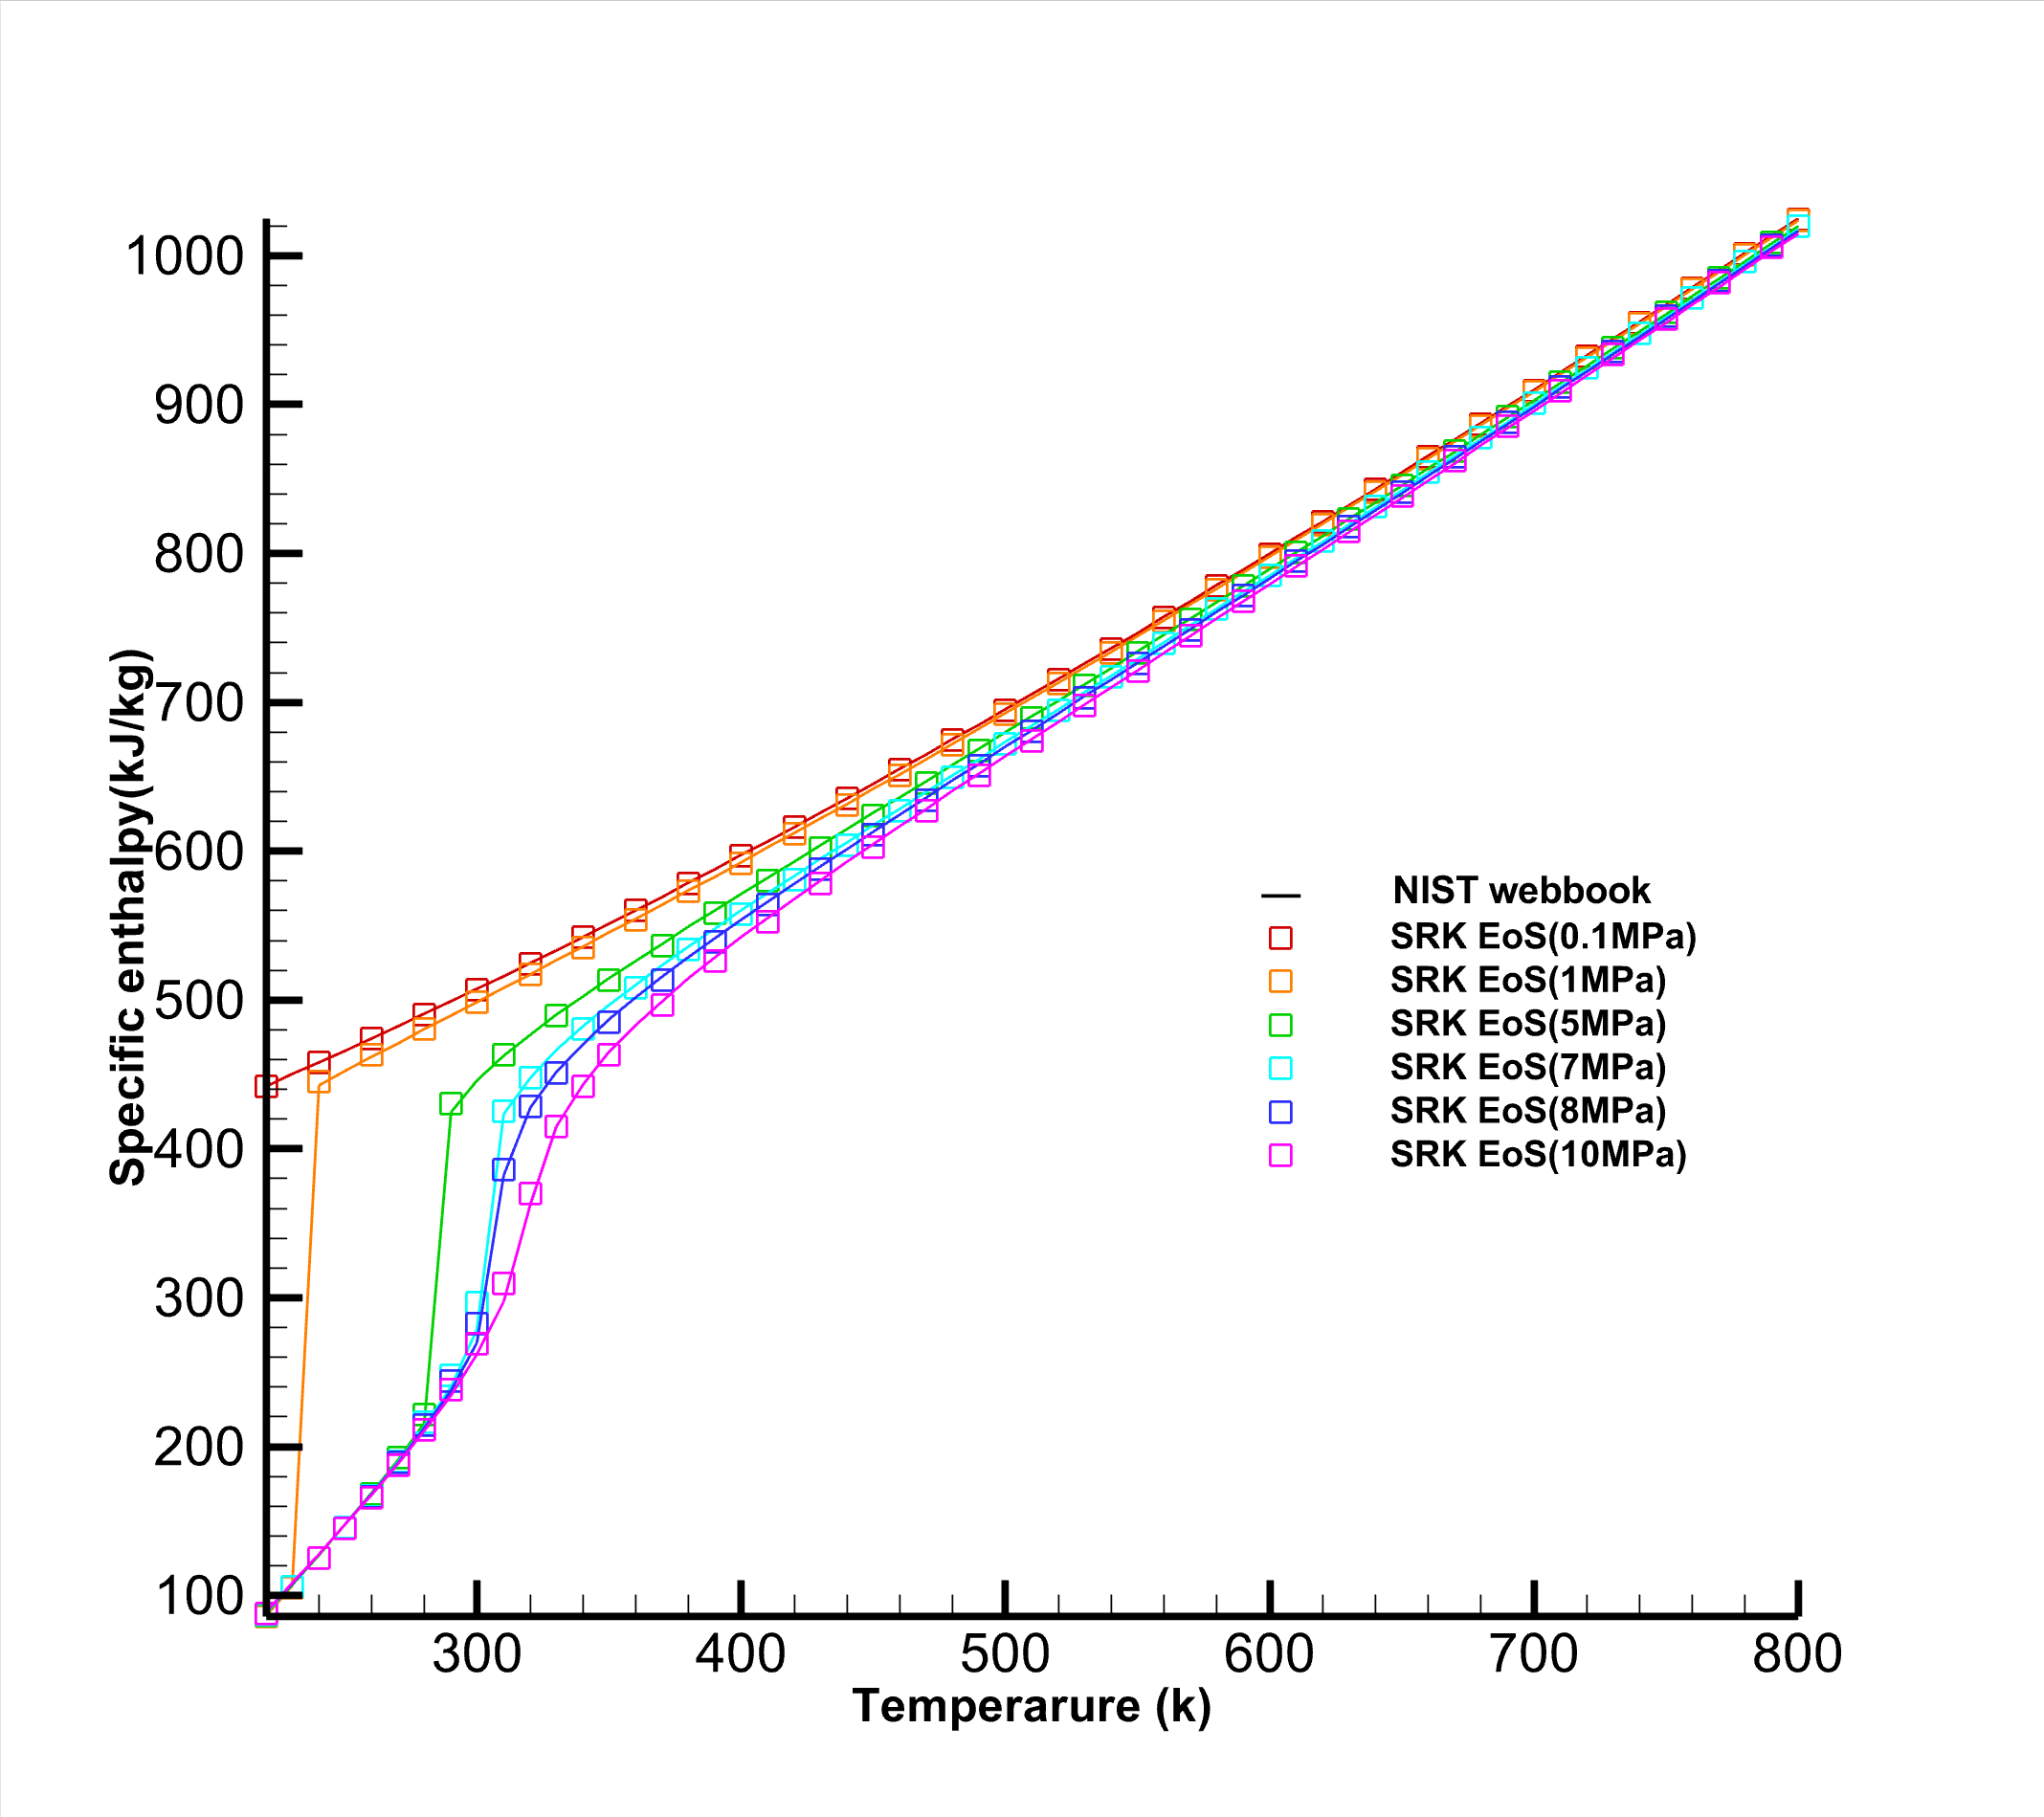 1000
900
800
700
600
500
400
300
200
100
Specific enthalpy(kJ/kg)
300 400 500 600 700 800
Temperarure (k)
NIST webbook
SRK EoS(0.1MPa)
SRK EoS(1MPa)
SRK EoS(5MPa)
SRK EoS(7MPa)
SRK EoS(8MPa)
SRK EoS(10MPa)